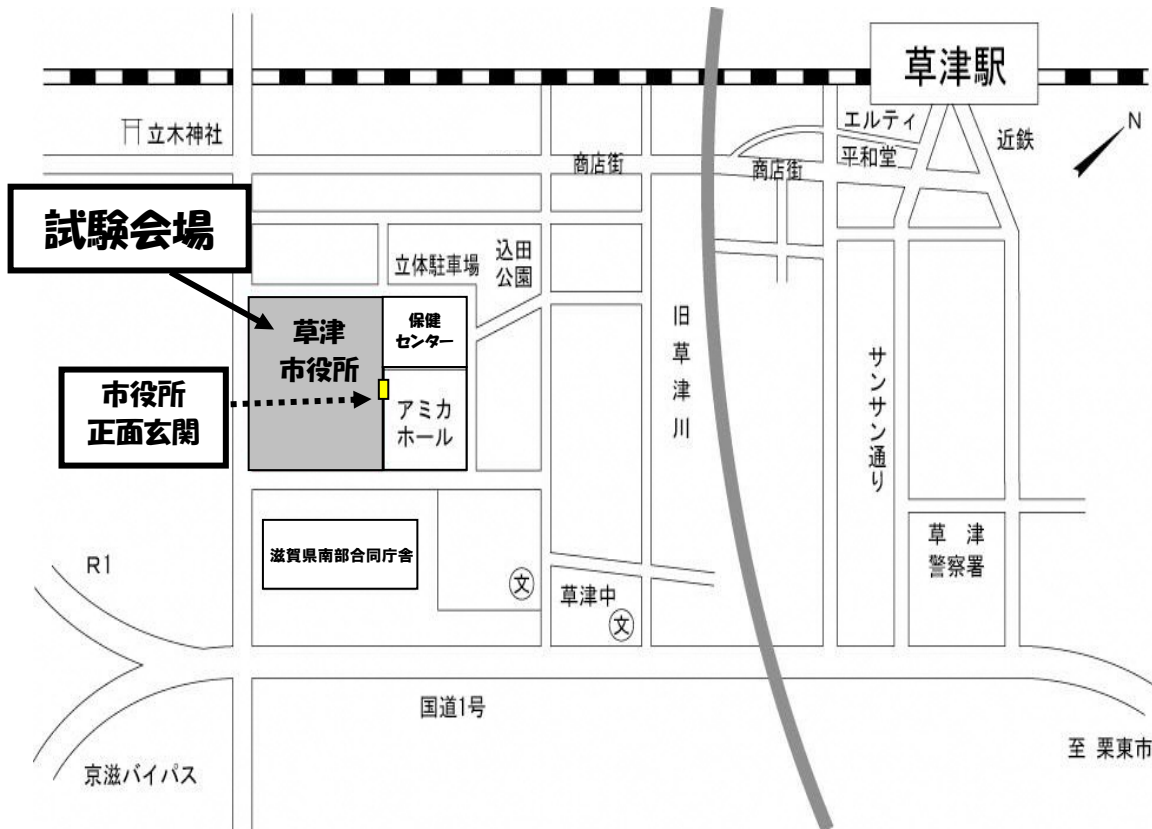 草津駅
エルティ
近鉄
N
立木神社
商店街
平和堂
商店街
試験会場
立体駐車場
込田
公園
草津
市役所
保健
センター
市役所
正面玄関
アミカ
ホール
旧草津川
サンサン通り
滋賀県南部合同庁舎
草津
警察署
R1
文
草津中
文
国道1号
至 栗東市
京滋バイパス